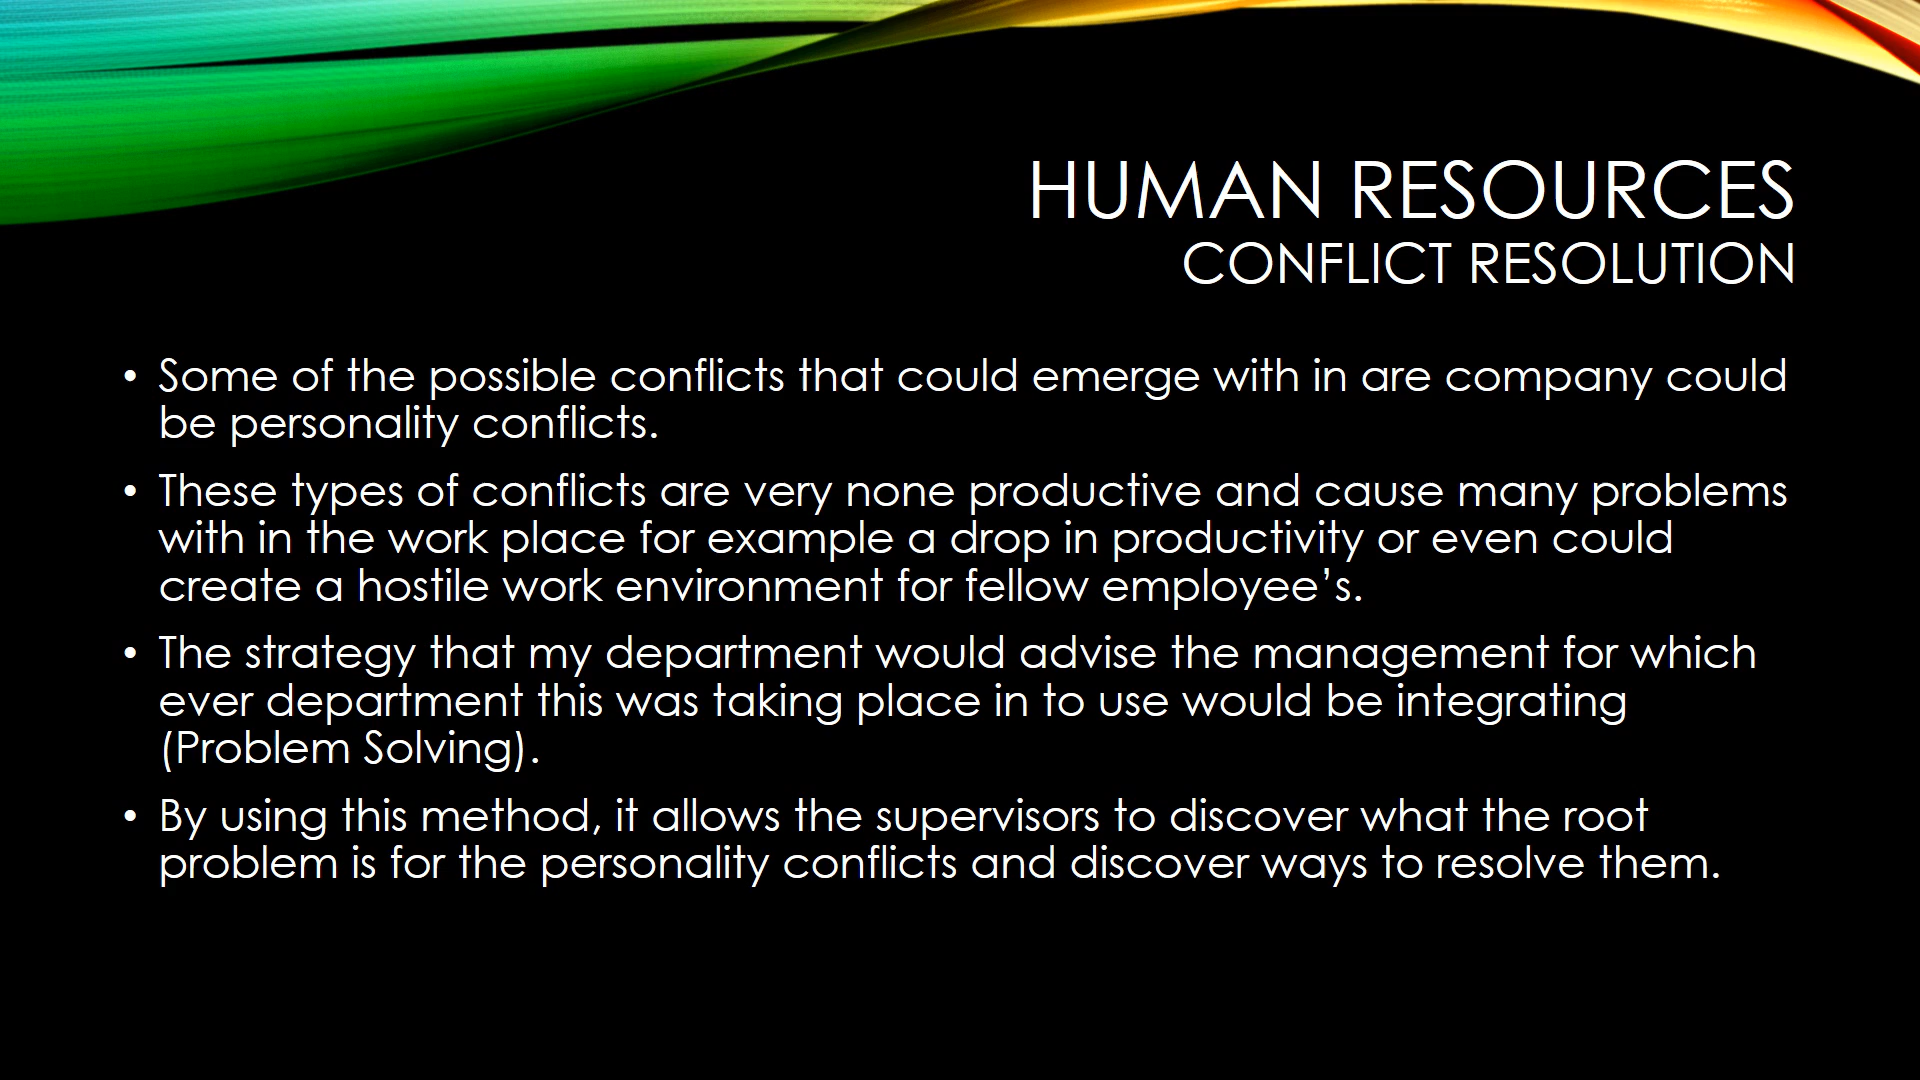 HUMAN RESOURCES
CONFLICT RESOLUTION
• Some of the possible conflicts that could emerge with in are company could
be personality conflicts.
• These types of conflicts are very none productive and cause many problems
with in the work place for example a drop in productivity or even could
create a hostile work environment for fellow employee’s.
• The strategy that my department would advise the management for which
ever department this was taking place in to use would be integrating
(Problem Solving).
• By using this method, it allows the supervisors to discover what the root
problem is for the personality conflicts and discover ways to resolve them.